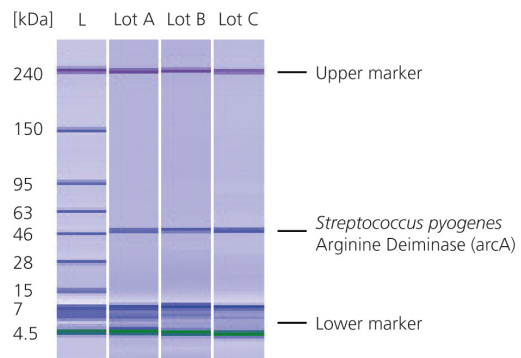 [kDa] L Lot A Lot B Lot C
240
Upper marker
150
95
63
46
Streptococcus pyogenes
Arginine Deiminase (arcA)
28
15
7
Lower marker
4.5